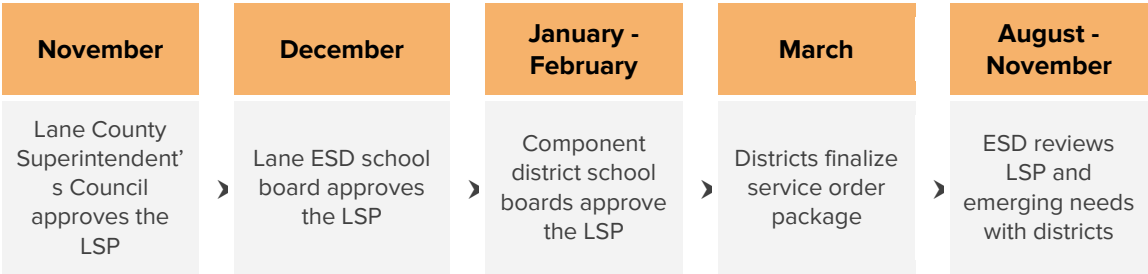 November
Lane County
Superintendent'
s Council
approves the
LSP
December
Lane ESD school
board approves
the LSP
January -
February
Component
district school
boards approve
the LSP
March
Districts finalize
service order
package
August -
November
ESD reviews
LSP and
emerging needs
with districts